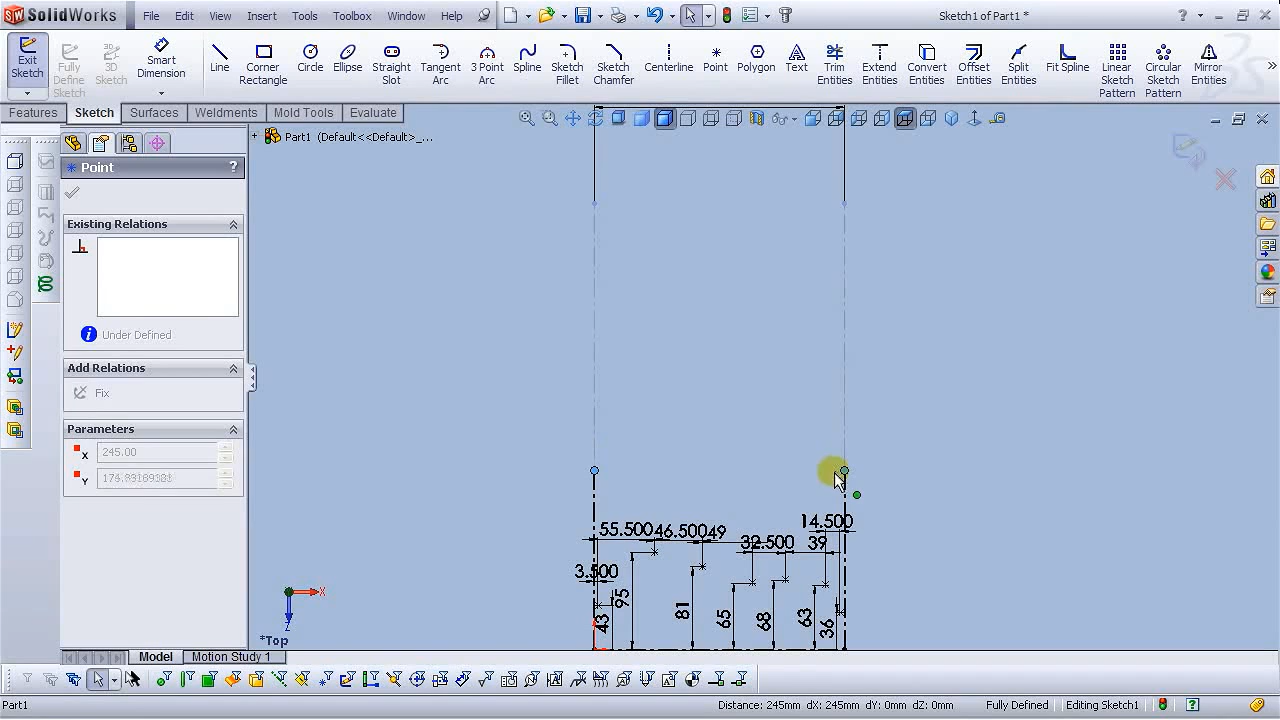 SolidWorks File Edit View Insert Tools Toolbox Window Help Sketch1 of Part1 *
Exit Sketch
Fully Define Sketch
3D Sketch
Smart Dimension
Line
Corner Rectangle
Circle
Ellipse
Straight Slot
Tangent Arc
3 Point Arc
Spline
Sketch Fillet
Sketch Chamfer
Centerline
Point
Polygon
Text
Trim Entities
Extend Entities
Convert Entities
Offset Entities
Split Entities
Fit Spline
Linear Sketch Pattern
Circular Sketch Pattern
Mirror Entities
Features Sketch Surfaces Weldments Mold Tools Evaluate
Part1 (Default<<Default>_...
Point ?
Existing Relations
Under Defined
Add Relations
Fix
Parameters
X 245.00
Y 174.83169381
55.500 46.500 49
14.500
32.500 39
3.500
95
81
65
68
63
36
43
X
Z
*Top
Model Motion Study 1
Part1 Distance: 245mm dX: 245mm dY: 0mm dZ: 0mm Fully Defined Editing Sketch1